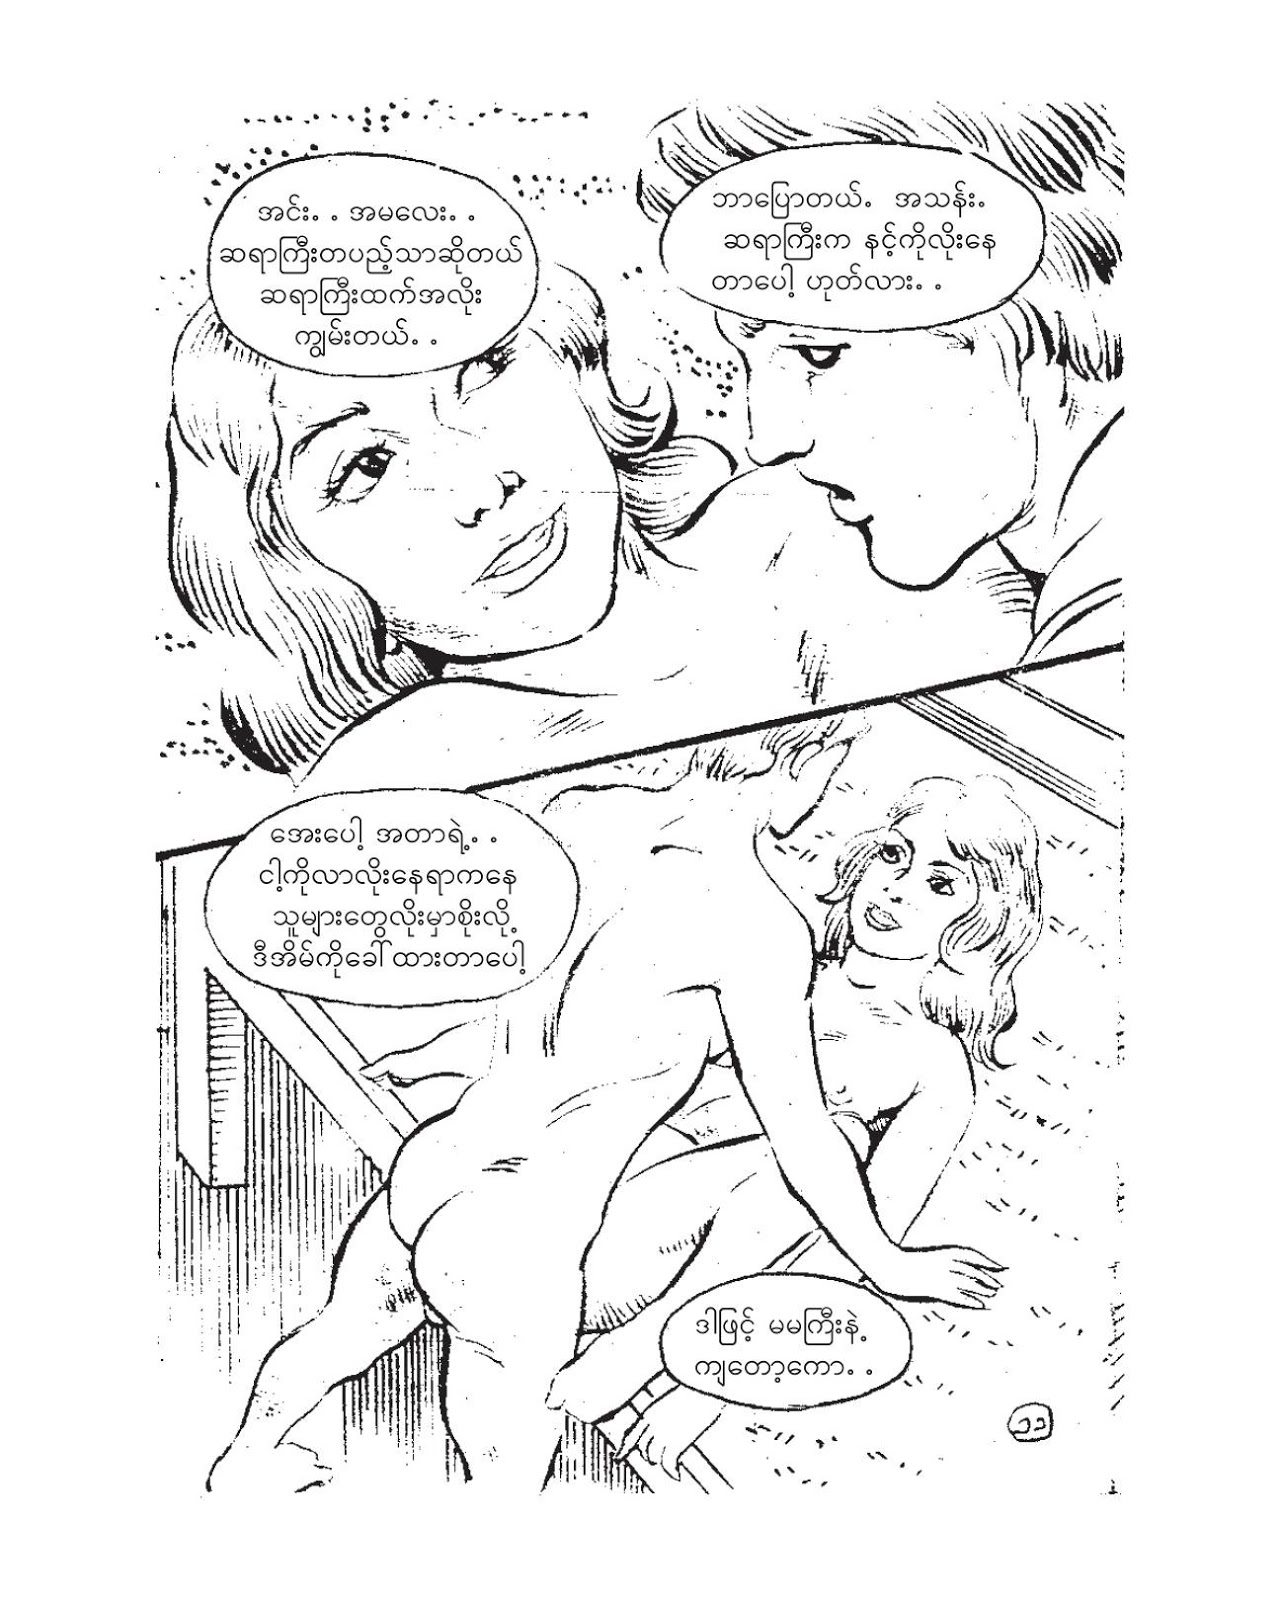 အင်း. . အမလေး. .
ဆရာကြီးတပည့်သာဆိုတယ်
ဆရာကြီးထက်အလိုး
ကျွမ်းတယ်. .
ဘာပြောတယ်. အသန်း.
ဆရာကြီးက နင့်ကိုလိုးနေ
တာပေါ့ ဟုတ်လား. .
အေးပေါ့ အတာရဲ့. .
ငါ့ကိုလာလိုးနေရာကနေ
သူများတွေလိုးမှာစိုးလို့
ဒီအိမ်ကိုခေါ် ထားတာပေါ့
ဒါဖြင့် မမကြီးနဲ့
ကျတော့ကော. .
၁၁